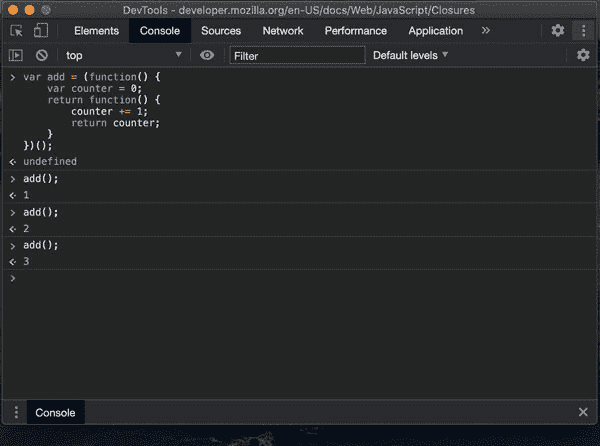 DevTools - developer.mozilla.org/en-US/docs/Web/JavaScript/Closures
Elements Console Sources Network Performance Application »
top Filter Default levels
> var add = (function() {
    var counter = 0;
    return function() {
        counter += 1;
        return counter;
    }
})();
undefined
> add();
1
> add();
2
> add();
3
>
Console